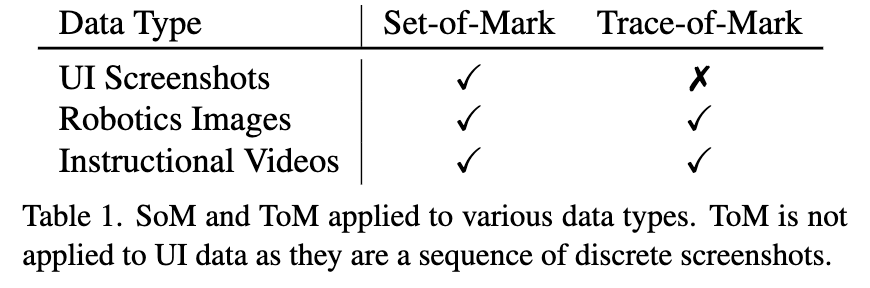 Data Type Set-of-Mark Trace-of-Mark
UI Screenshots ✓ ✗
Robotics Images ✓ ✓
Instructional Videos ✓ ✓
Table 1. SoM and ToM applied to various data types. ToM is not
applied to UI data as they are a sequence of discrete screenshots.